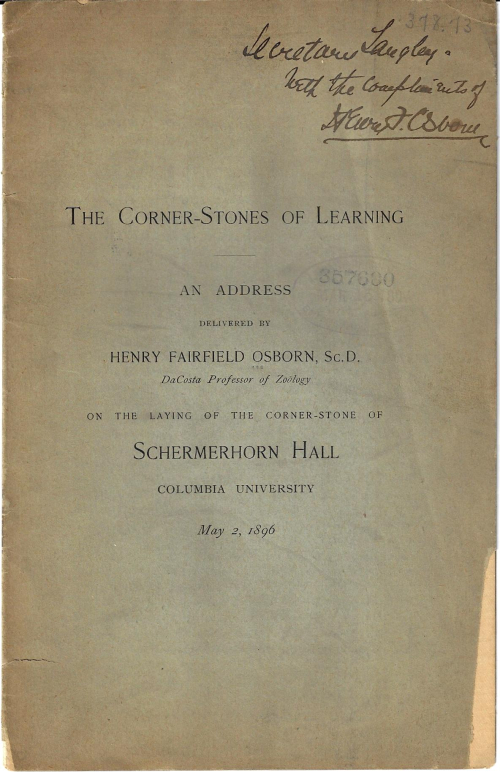 372.73
Secretary Langley.
With the Compliments of
Henry F. Osborn
THE CORNER-STONES OF LEARNING
AN ADDRESS
DELIVERED BY
HENRY FAIRFIELD OSBORN, Sc.D.
DaCosta Professor of Zoölogy
ON THE LAYING OF THE CORNER-STONE OF
SCHERMERHORN HALL
COLUMBIA UNIVERSITY
May 2, 1896